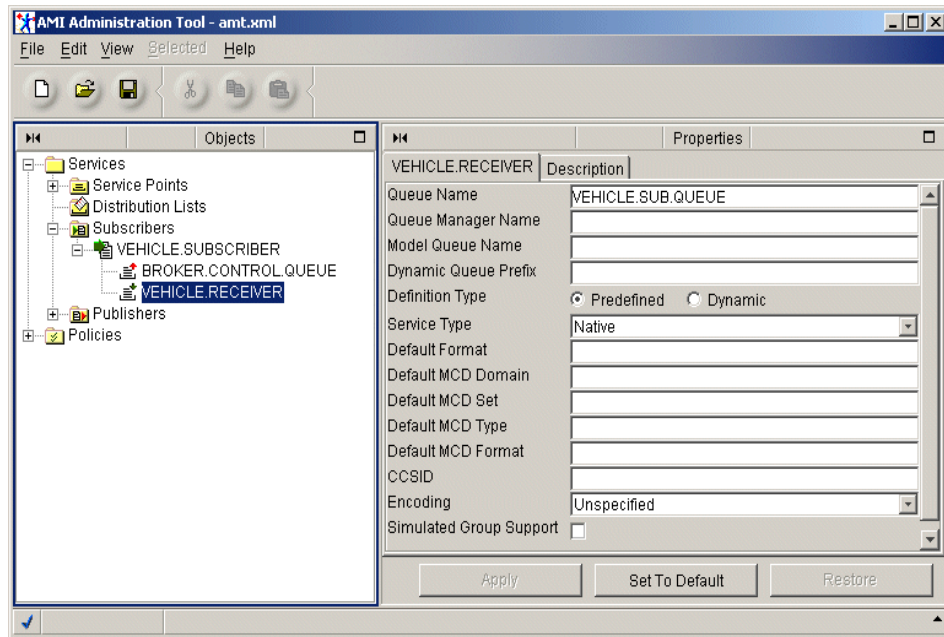 AMI Administration Tool - amt.xml
File Edit View Selected Help
Objects
Properties
Services
Service Points
Distribution Lists
Subscribers
VEHICLE.SUBSCRIBER
BROKER.CONTROL.QUEUE
VEHICLE.RECEIVER
Publishers
Policies
VEHICLE.RECEIVER Description
Queue Name VEHICLE.SUB.QUEUE
Queue Manager Name
Model Queue Name
Dynamic Queue Prefix
Definition Type Predefined Dynamic
Service Type Native
Default Format
Default MCD Domain
Default MCD Set
Default MCD Type
Default MCD Format
CCSID
Encoding Unspecified
Simulated Group Support
Apply Set To Default Restore